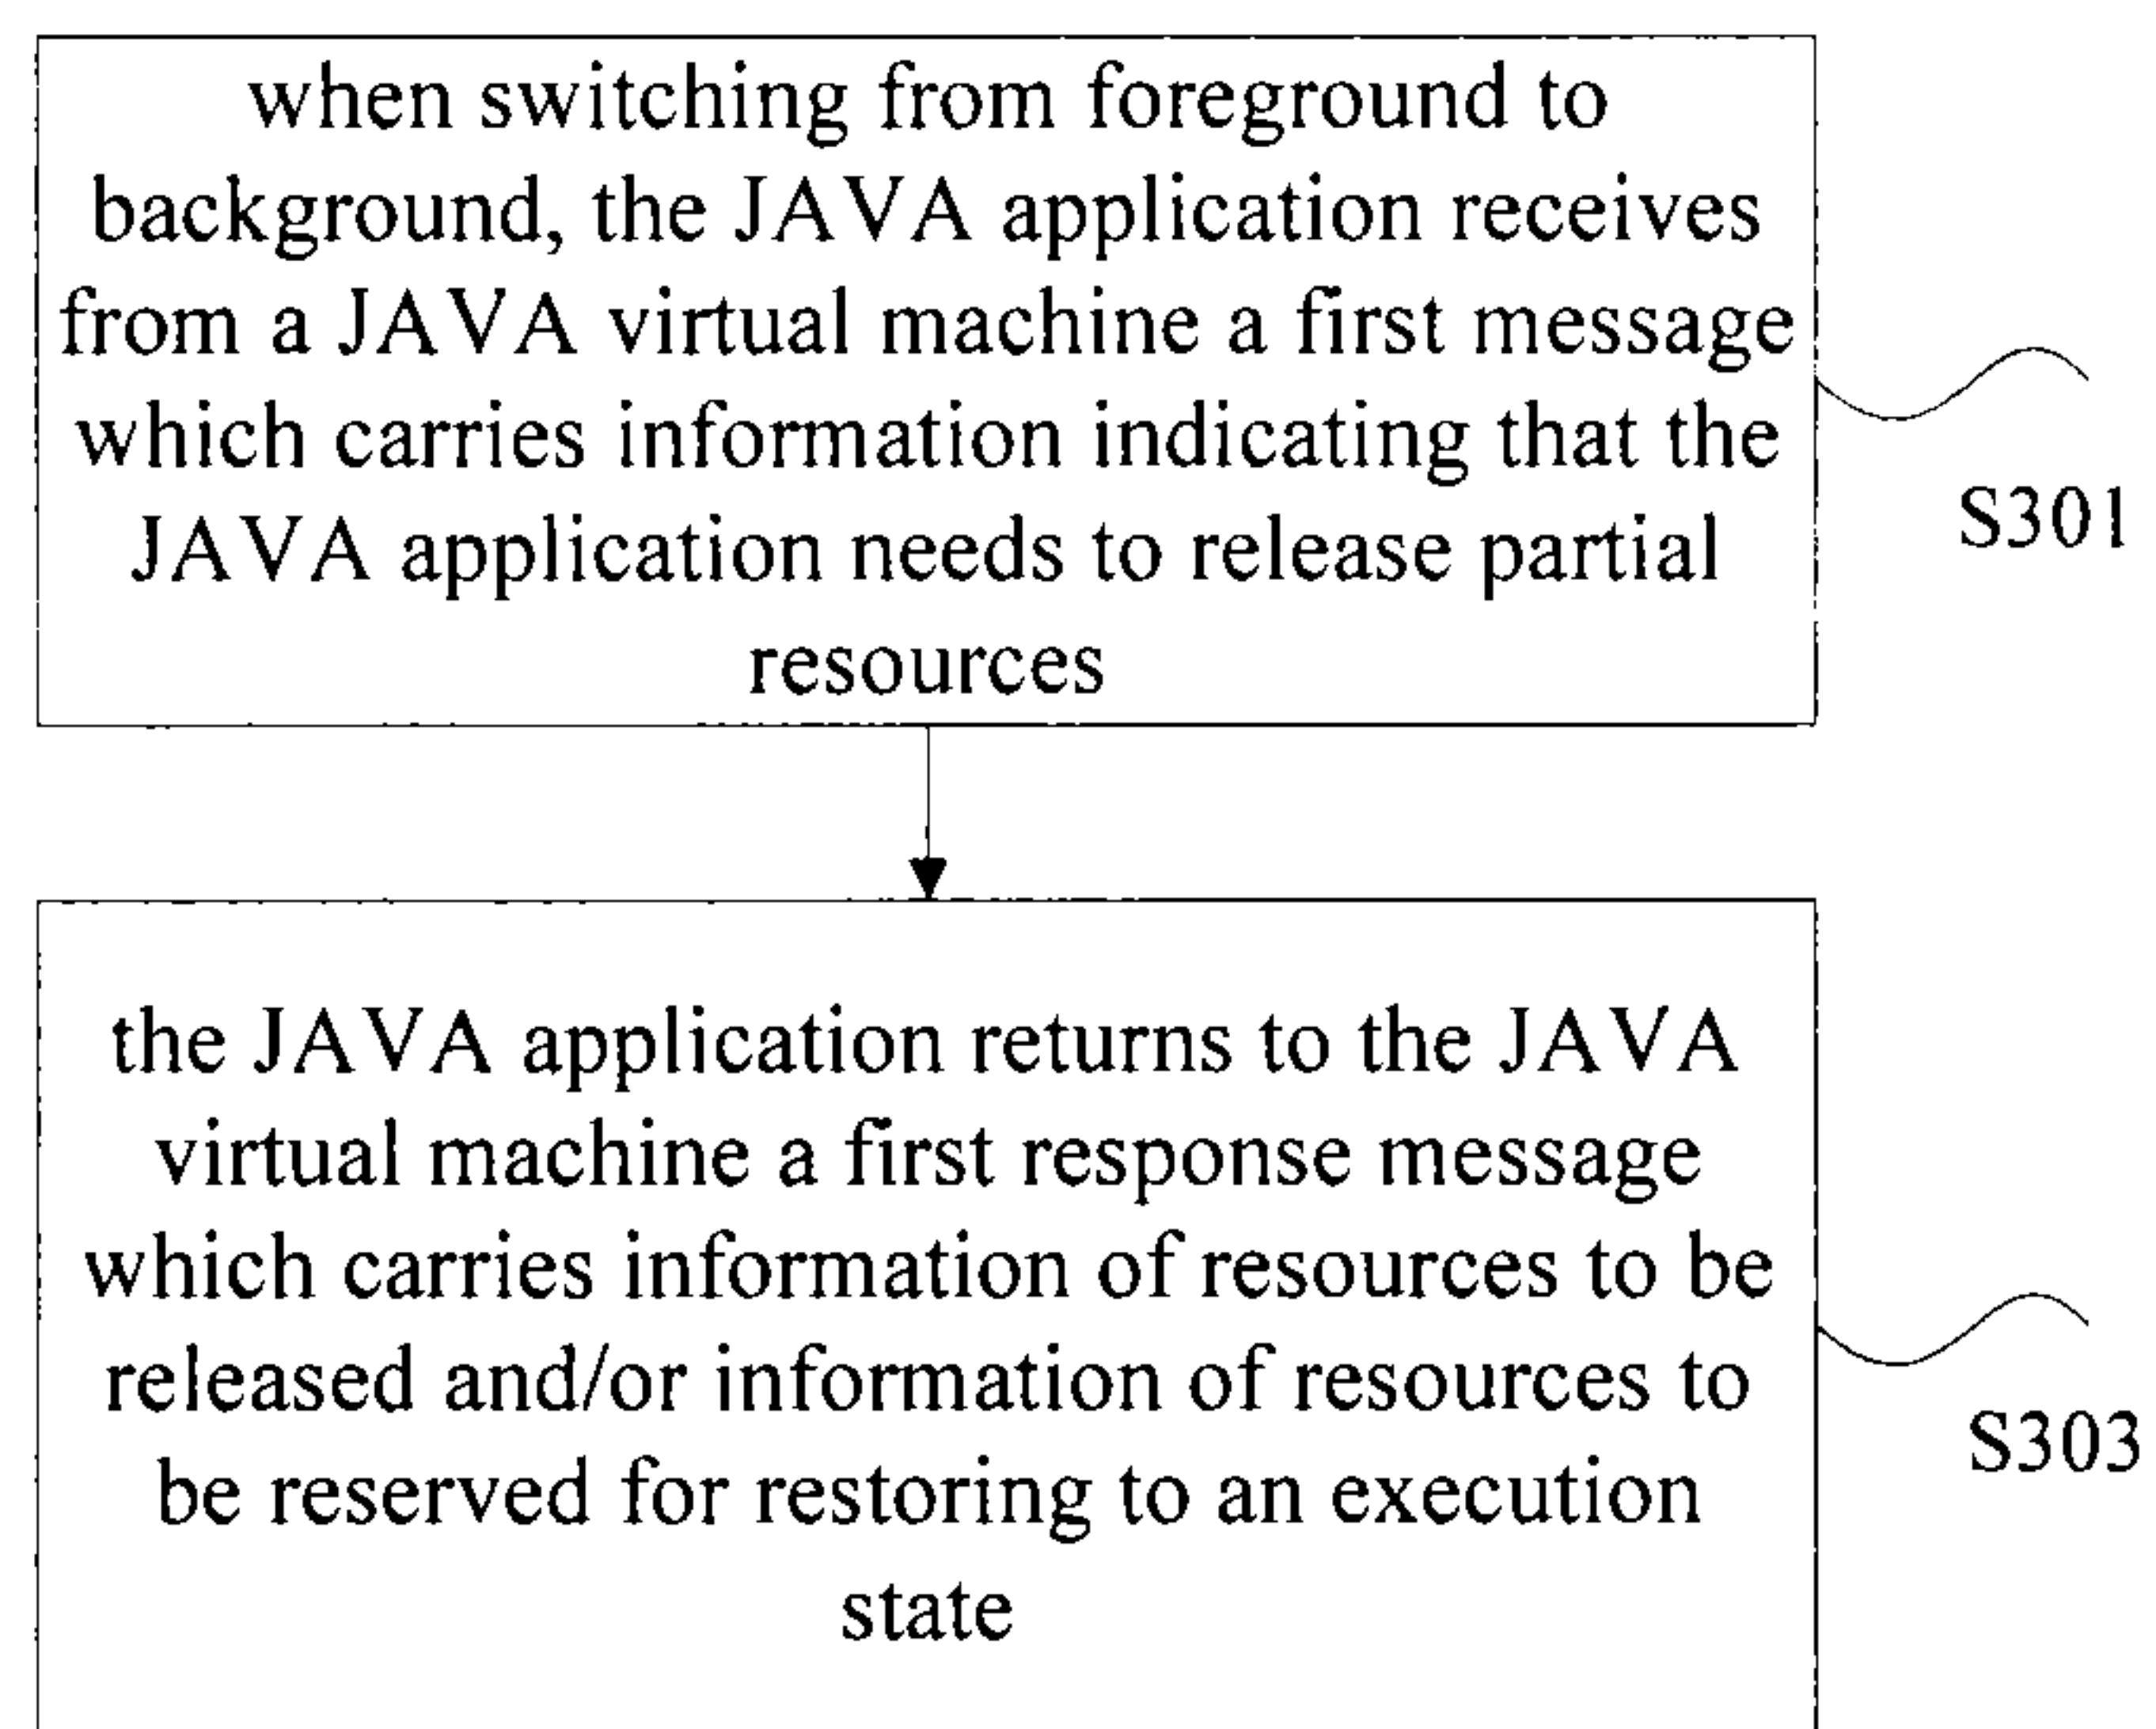 when switching from foreground to
background, the JAVA application receives
from a JAVA virtual machine a first message
which carries information indicating that the
JAVA application needs to release partial
resources
S301
the JAVA application returns to the JAVA
virtual machine a first response message
which carries information of resources to be
released and/or information of resources to
be reserved for restoring to an execution
state
S303